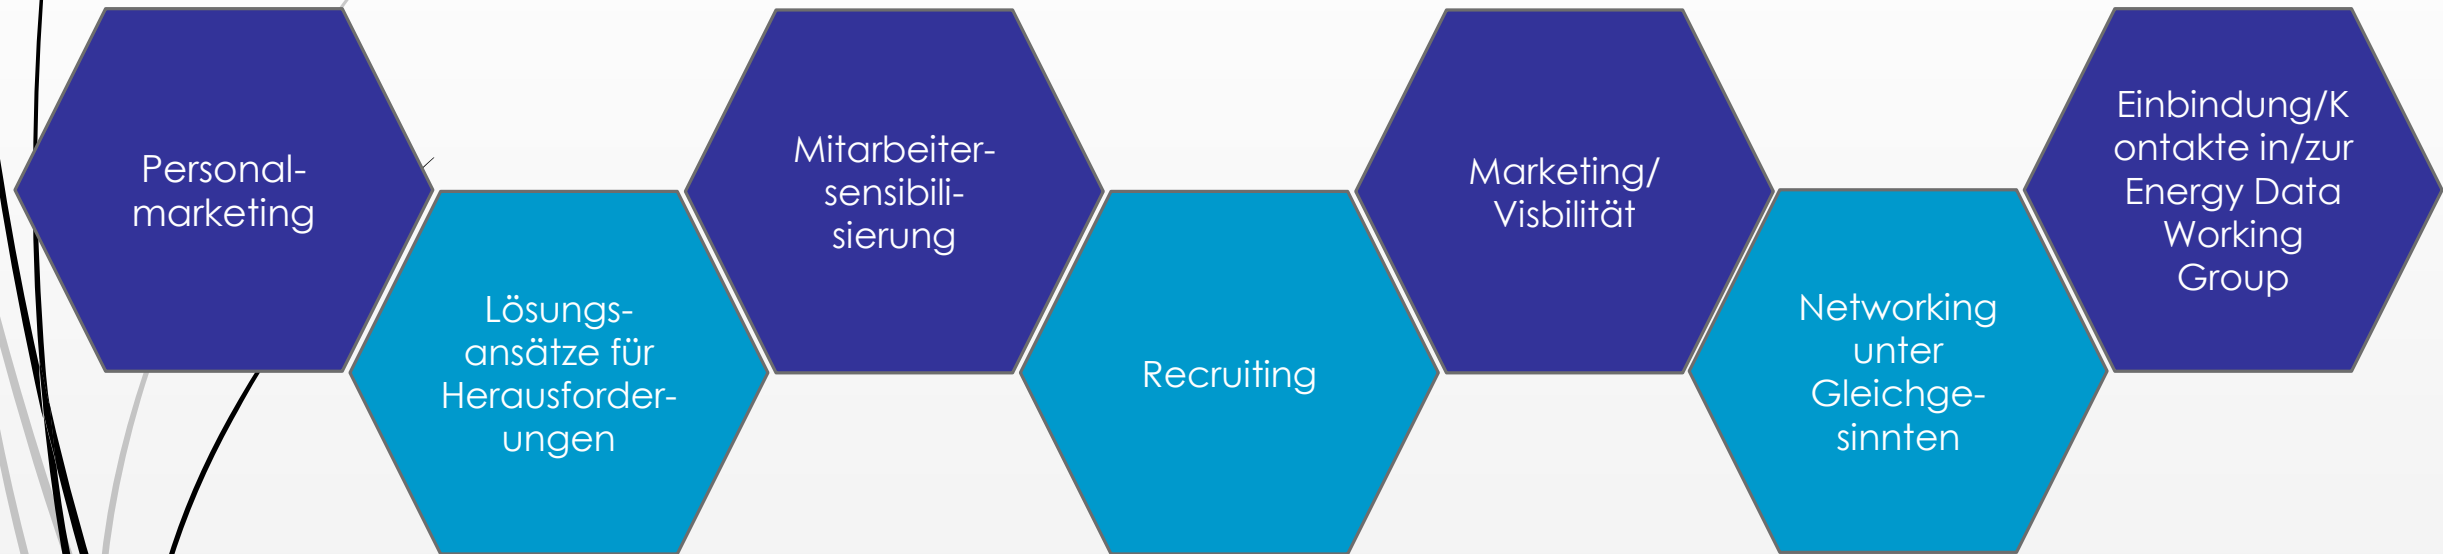 Personal-
marketing
Lösungs-
ansätze für
Herausforder-
ungen
Mitarbeiter-
sensibili-
sierung
Recruiting
Marketing/
Visbilität
Networking
unter
Gleichge-
sinnten
Einbindung/K
ontakte in/zur
Energy Data
Working
Group